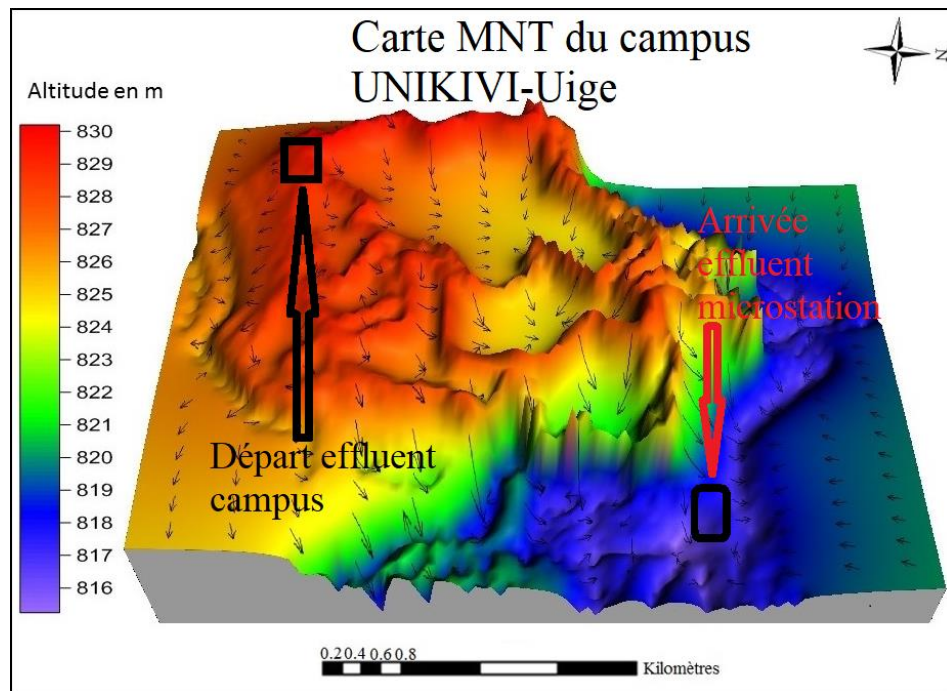 Carte MNT du campus
UNIKIVI-Uige
N
Altitude en m
830
828
827
826
825
824
823
822
821
820
819
818
817
816
Arrivée
effluent
microstation
Départ effluent
campus
0.2 0.4 0.6 0.8
Kilomètres